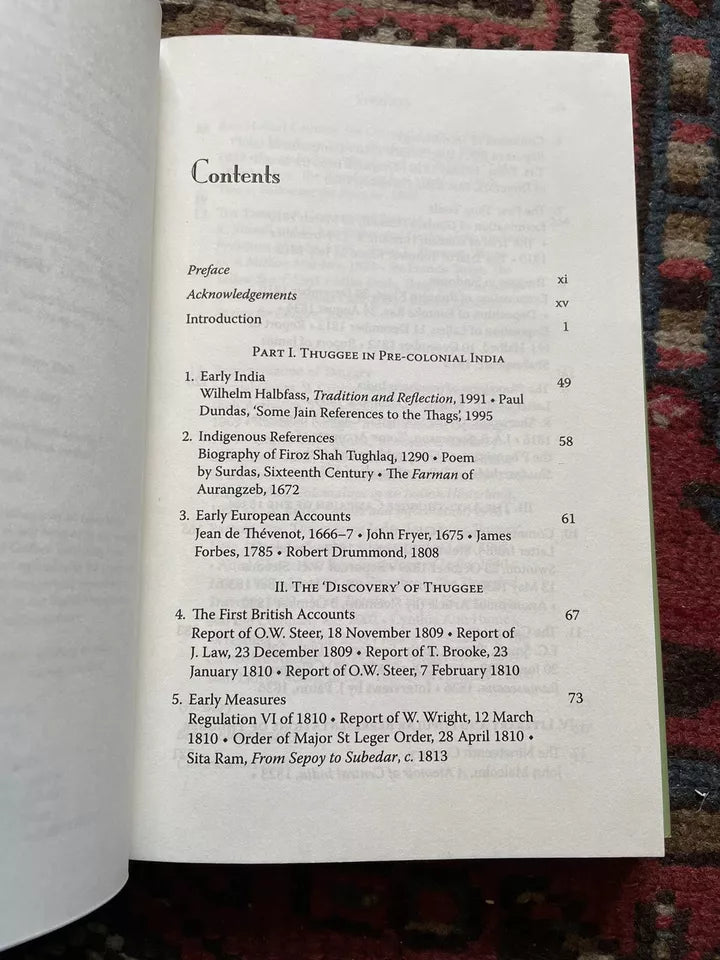 Contents
Preface xi
Acknowledgements xv
Introduction 1
Part I. Thuggee in Pre-colonial India
1. Early India 49
Wilhelm Halbfass, Tradition and Reflection, 1991 • Paul
Dundas, ‘Some Jain References to the Thags’, 1995
2. Indigenous References 58
Biography of Firoz Shah Tughlaq, 1290 • Poem
by Surdas, Sixteenth Century • The Farman of
Aurangzeb, 1672
3. Early European Accounts 61
Jean de Thévenot, 1666–7 • John Fryer, 1675 • James
Forbes, 1785 • Robert Drummond, 1808
II. The ‘Discovery’ of Thuggee
4. The First British Accounts 67
Report of O.W. Steer, 18 November 1809 • Report of
J. Law, 23 December 1809 • Report of T. Brooke, 23
January 1810 • Report of O.W. Steer, 7 February 1810
5. Early Measures 73
Regulation VI of 1810 • Report of W. Wright, 12 March
1810 • Order of Major St Leger Order, 28 April 1810 •
Sita Ram, From Sepoy to Subedar, c. 1813